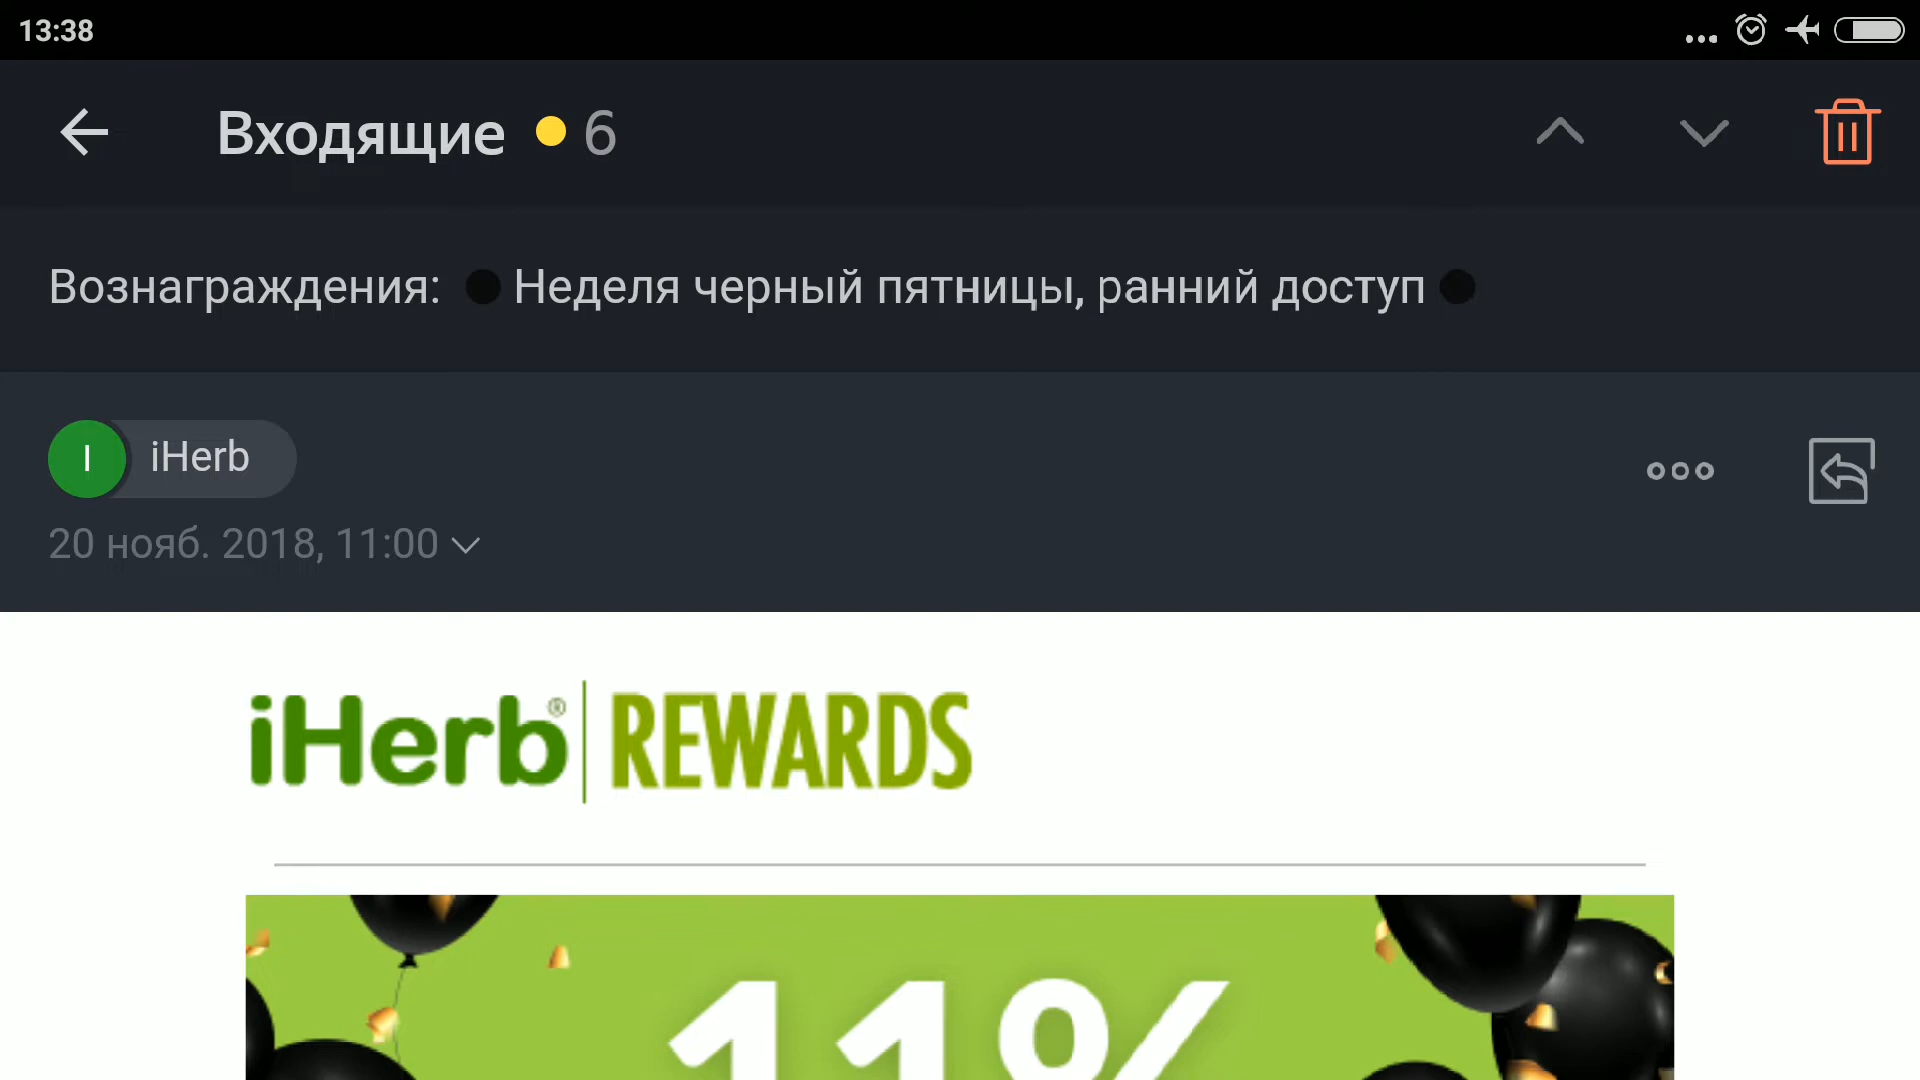 13:38
Входящие 6
Вознаграждения: Неделя черный пятницы, ранний доступ
I iHerb
20 нояб. 2018, 11:00
iHerb® REWARDS
11%